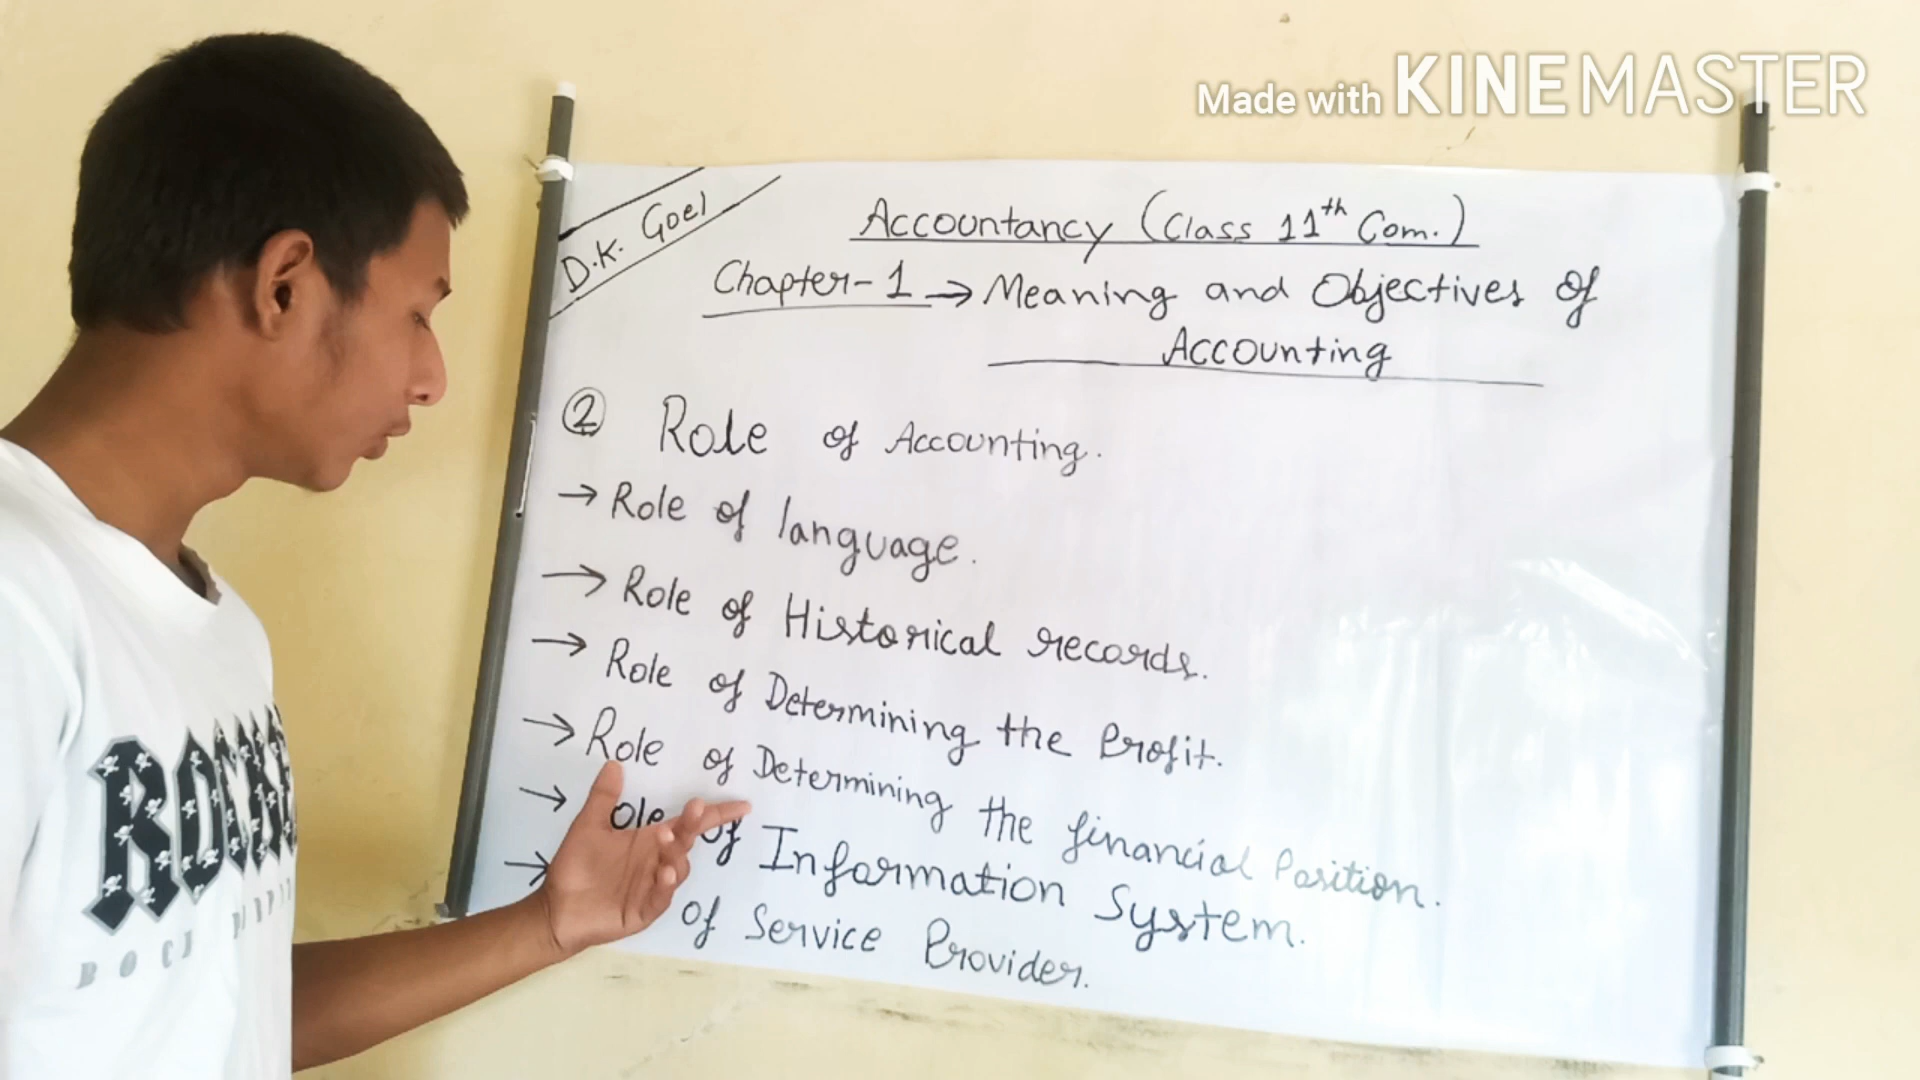 Made with KINEMASTER
D.K. Goel
Accountancy (Class 11th Com.)
Chapter-1 → Meaning and Objectives of
Accounting
② Role of Accounting.
→ Role of language.
→ Role of Historical records.
→ Role of Determining the Profit.
→ Role of Determining the financial Position.
→ ole of Information System.
→ of Service Provider.